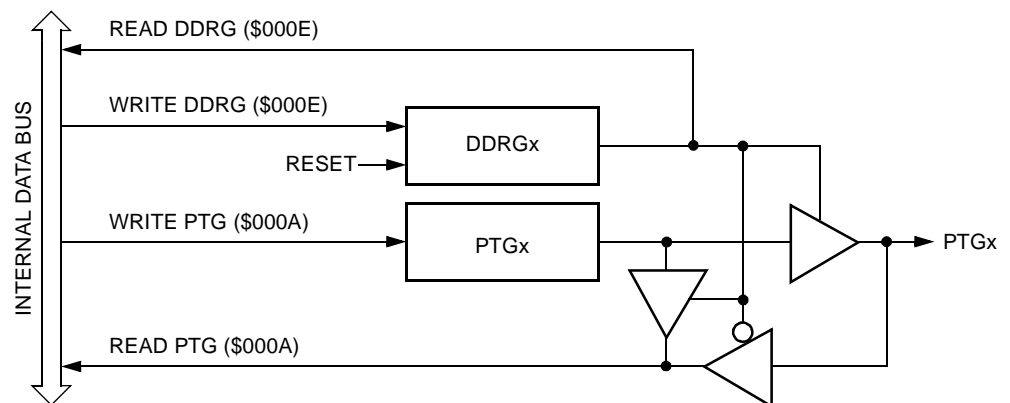 READ DDRG ($000E)
WRITE DDRG ($000E)
DDRGx
RESET
INTERNAL DATA BUS
WRITE PTG ($000A)
PTGx
PTGx
READ PTG ($000A)